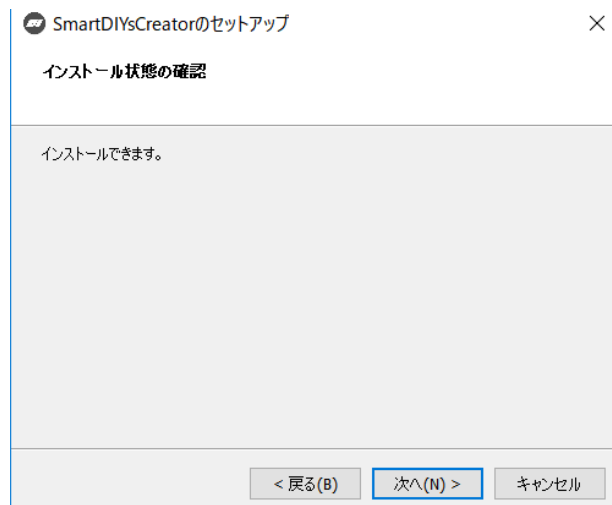 SmartDIYsCreatorのセットアップ
インストール状態の確認
インストールできます。
< 戻る(B)
次へ(N) >
キャンセル